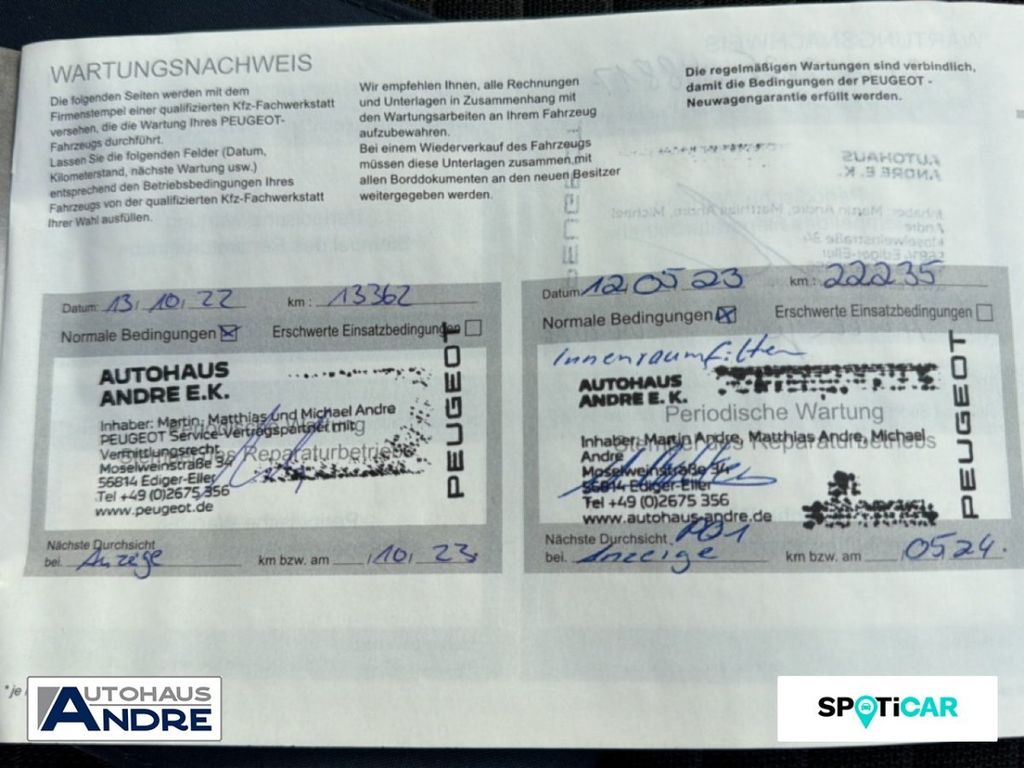 WARTUNGSNACHWEIS
Die folgenden Seiten werden mit dem
Firmenstempel einer qualifizierten Kfz-Fachwerkstatt
versehen, die die Wartung Ihres PEUGEOT-
Fahrzeugs durchführt.
Lassen Sie die folgenden Felder (Datum,
Kilometerstand, nächste Wartung usw.)
entsprechend den Betriebsbedingungen Ihres
Fahrzeugs von der qualifizierten Kfz-Fachwerkstatt
Ihrer Wahl ausfüllen.
Wir empfehlen Ihnen, alle Rechnungen
und Unterlagen in Zusammenhang mit
den Wartungsarbeiten an Ihrem Fahrzeug
aufzubewahren.
Bei einem Wiederverkauf des Fahrzeugs
müssen diese Unterlagen zusammen mit
allen Borddokumenten an den neuen Besitzer
weitergegeben werden.
Die regelmäßigen Wartungen sind verbindlich,
damit die Bedingungen der PEUGEOT -
Neuwagengarantie erfüllt werden.
Datum: 13.10.22 km : 13362
Normale Bedingungen Erschwerte Einsatzbedingungen
AUTOHAUS
ANDRE E.K.
Inhaber: Martin, Matthias und Michael Andre
PEUGEOT Service-Vertragspartner mit
Vermittlungsrecht
Reparaturbetriebs
Moselweinstraße 34
56814 Ediger-Eller
Tel +49 (0)2675 356
www.peugeot.de
PEUGEOT
Nächste Durchsicht
bei. Anzeige km bzw. am 10.23.
Datum 12.05.23 km : 22235
Normale Bedingungen Erschwerte Einsatzbedingungen
Innenraumfilter
AUTOHAUS
ANDRE E. K.
Periodische Wartung
Inhaber: Martin Andre, Matthias Andre, Michael
Andre
Moselweinstraße 34
56814 Ediger-Eller
Tel +49 (0)2675 356
www.autohaus-andre.de
PEUGEOT
Nächste Durchsicht
bei. Anzeige km bzw. am 05.24.
*je
AUTOHAUS
ANDRE
SPOTiCAR